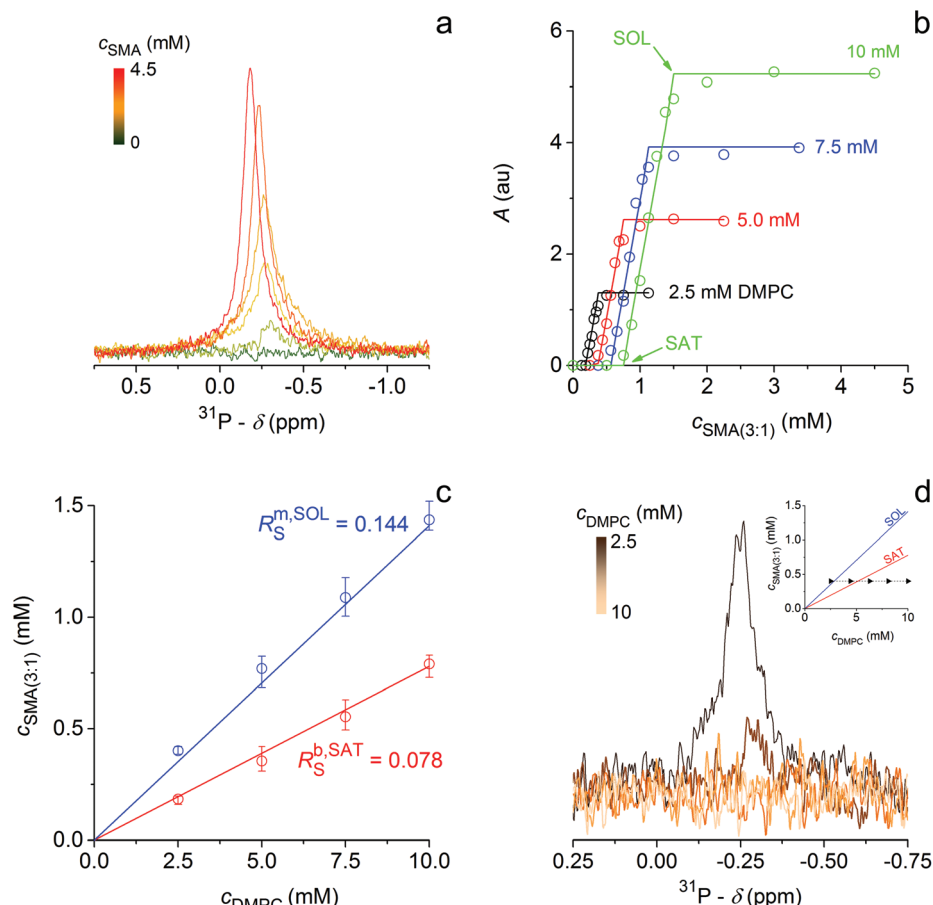 a
c_SMA (mM)
4.5
0
0.5 0.0 -0.5 -1.0
³¹P - δ (ppm)
b
6
4
2
0
A (au)
SOL
10 mM
7.5 mM
5.0 mM
2.5 mM DMPC
SAT
0 1 2 3 4 5
c_SMA(3:1) (mM)
c
1.5
1.0
0.5
0.0
c_SMA(3:1) (mM)
R_S^m,SOL = 0.144
R_S^b,SAT = 0.078
0.0 2.5 5.0 7.5 10.0
c_DMPC (mM)
d
c_DMPC (mM)
2.5
10
1.5
1.0
0.5
0.0
c_SMA(3:1) (mM)
SOL
SAT
0 5 10
c_DMPC (mM)
0.25 0.00 -0.25 -0.50 -0.75
³¹P - δ (ppm)